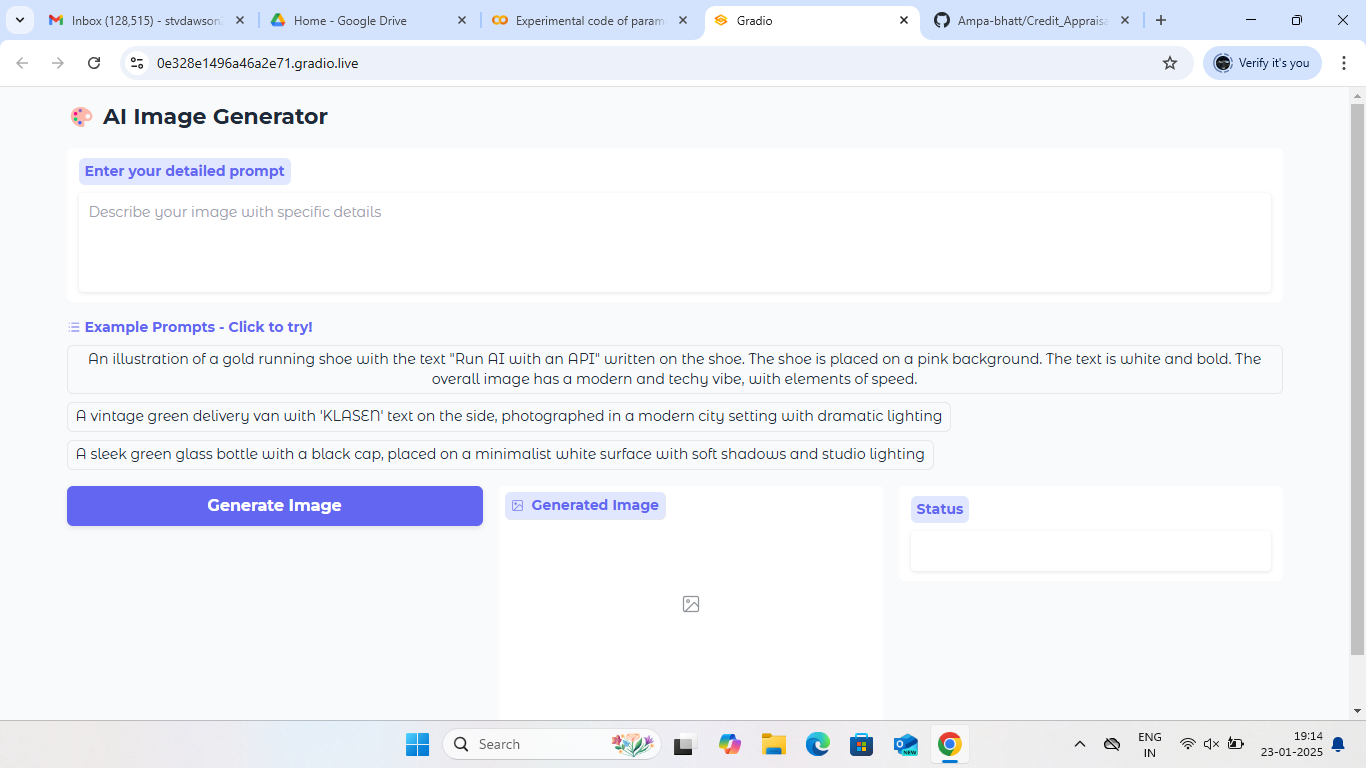 Inbox (128,515) - stvdawson
Home - Google Drive
Experimental code of param
Gradio
Ampa-bhatt/Credit_Appraisa
0e328e1496a46a2e71.gradio.live
Verify it's you
AI Image Generator
Enter your detailed prompt
Describe your image with specific details
Example Prompts - Click to try!
An illustration of a gold running shoe with the text "Run AI with an API" written on the shoe. The shoe is placed on a pink background. The text is white and bold. The
overall image has a modern and techy vibe, with elements of speed.
A vintage green delivery van with 'KLASEN' text on the side, photographed in a modern city setting with dramatic lighting
A sleek green glass bottle with a black cap, placed on a minimalist white surface with soft shadows and studio lighting
Generate Image
Generated Image
Status
Search
NEW
ENG
IN
19:14
23-01-2025